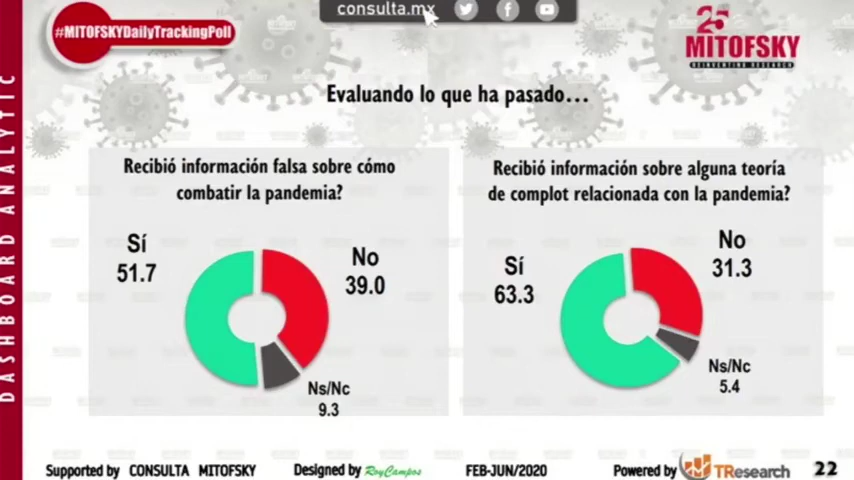 consulta.mx
#MITOFSKYDailyTrackingPoll
25
MITOFSKY
REINVENTING RESEARCH
DASHBOARD ANALYTIC
Evaluando lo que ha pasado…
Recibió información falsa sobre cómo
combatir la pandemia?
Sí
51.7
No
39.0
Ns/Nc
9.3
Recibió información sobre alguna teoría
de complot relacionada con la pandemia?
Sí
63.3
No
31.3
Ns/Nc
5.4
Supported by CONSULTA MITOFSKY
Designed by RoyCampos
FEB-JUN/2020
Powered by TResearch
22